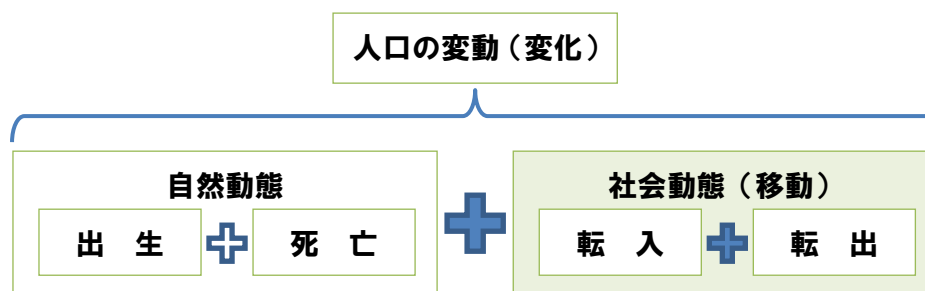 人口の変動（変化）
自然動態
出 生
死 亡
社会動態（移動）
転 入
転 出